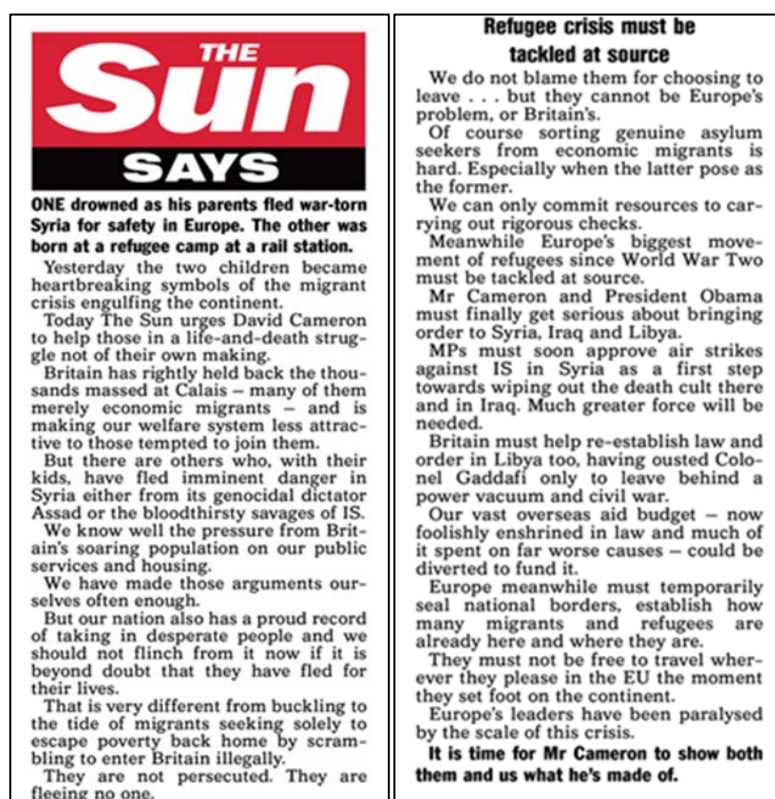 THE
Sun
SAYS
ONE drowned as his parents fled war-torn
Syria for safety in Europe. The other was
born at a refugee camp at a rail station.
Yesterday the two children became
heartbreaking symbols of the migrant
crisis engulfing the continent.
Today The Sun urges David Cameron
to help those in a life-and-death strug-
gle not of their own making.
Britain has rightly held back the thou-
sands massed at Calais – many of them
merely economic migrants – and is
making our welfare system less attrac-
tive to those tempted to join them.
But there are others who, with their
kids, have fled imminent danger in
Syria either from its genocidal dictator
Assad or the bloodthirsty savages of IS.
We know well the pressure from Brit-
ain's soaring population on our public
services and housing.
We have made those arguments our-
selves often enough.
But our nation also has a proud record
of taking in desperate people and we
should not flinch from it now if it is
beyond doubt that they have fled for
their lives.
That is very different from buckling to
the tide of migrants seeking solely to
escape poverty back home by scram-
bling to enter Britain illegally.
They are not persecuted. They are
fleeing no one.
Refugee crisis must be
tackled at source
We do not blame them for choosing to
leave . . . but they cannot be Europe's
problem, or Britain's.
Of course sorting genuine asylum
seekers from economic migrants is
hard. Especially when the latter pose as
the former.
We can only commit resources to car-
rying out rigorous checks.
Meanwhile Europe's biggest move-
ment of refugees since World War Two
must be tackled at source.
Mr Cameron and President Obama
must finally get serious about bringing
order to Syria, Iraq and Libya.
MPs must soon approve air strikes
against IS in Syria as a first step
towards wiping out the death cult there
and in Iraq. Much greater force will be
needed.
Britain must help re-establish law and
order in Libya too, having ousted Colo-
nel Gaddafi only to leave behind a
power vacuum and civil war.
Our vast overseas aid budget – now
foolishly enshrined in law and much of
it spent on far worse causes – could be
diverted to fund it.
Europe meanwhile must temporarily
seal national borders, establish how
many migrants and refugees are
already here and where they are.
They must not be free to travel wher-
ever they please in the EU the moment
they set foot on the continent.
Europe's leaders have been paralysed
by the scale of this crisis.
It is time for Mr Cameron to show both
them and us what he's made of.